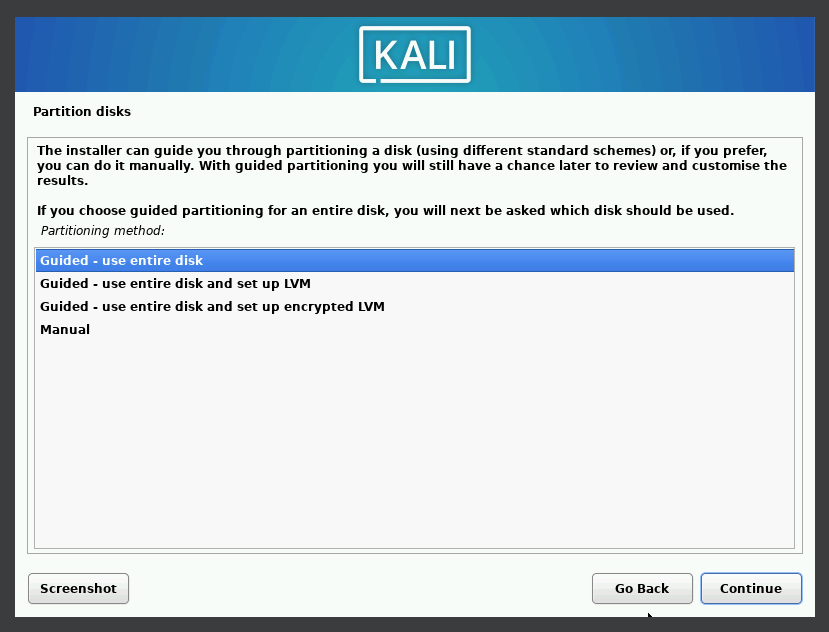 KALI
Partition disks
The installer can guide you through partitioning a disk (using different standard schemes) or, if you prefer,
you can do it manually. With guided partitioning you will still have a chance later to review and customise the
results.
If you choose guided partitioning for an entire disk, you will next be asked which disk should be used.
Partitioning method:
Guided - use entire disk
Guided - use entire disk and set up LVM
Guided - use entire disk and set up encrypted LVM
Manual
Screenshot
Go Back
Continue